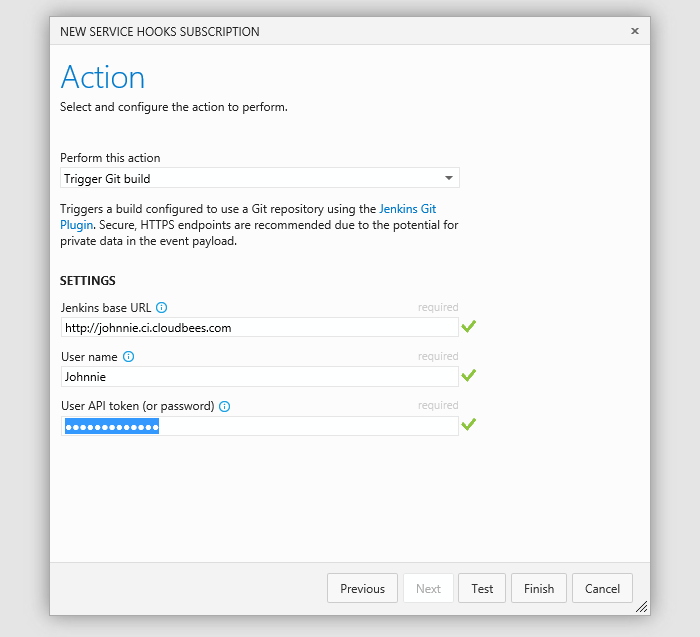 NEW SERVICE HOOKS SUBSCRIPTION
Action
Select and configure the action to perform.
Perform this action
Trigger Git build
Triggers a build configured to use a Git repository using the Jenkins Git
Plugin. Secure, HTTPS endpoints are recommended due to the potential for
private data in the event payload.
SETTINGS
Jenkins base URL required
http://johnnie.ci.cloudbees.com
User name required
Johnnie
User API token (or password) required
●●●●●●●●●●●●●
Previous Next Test Finish Cancel